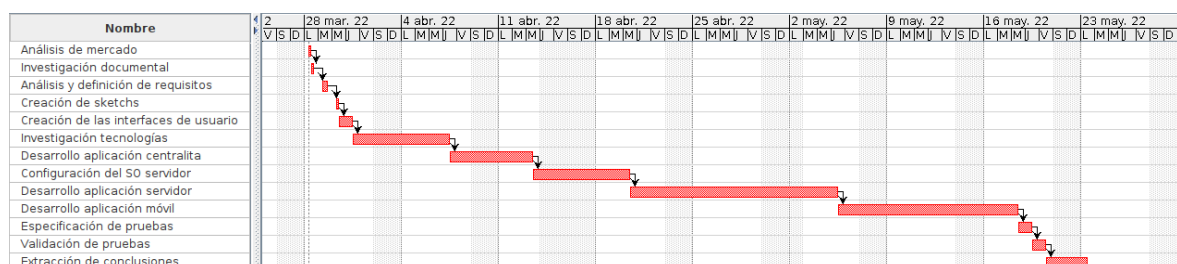 Nombre
2 28 mar. 22 4 abr. 22 11 abr. 22 18 abr. 22 25 abr. 22 2 may. 22 9 may. 22 16 may. 22 23 may. 22
V S D L M M J V S D L M M J V S D L M M J V S D L M M J V S D L M M J V S D L M M J V S D L M M J V S D L M M J V S D L M M J V S D
Análisis de mercado
Investigación documental
Análisis y definición de requisitos
Creación de sketchs
Creación de las interfaces de usuario
Investigación tecnologías
Desarrollo aplicación centralita
Configuración del SO servidor
Desarrollo aplicación servidor
Desarrollo aplicación móvil
Especificación de pruebas
Validación de pruebas
Extracción de conclusiones